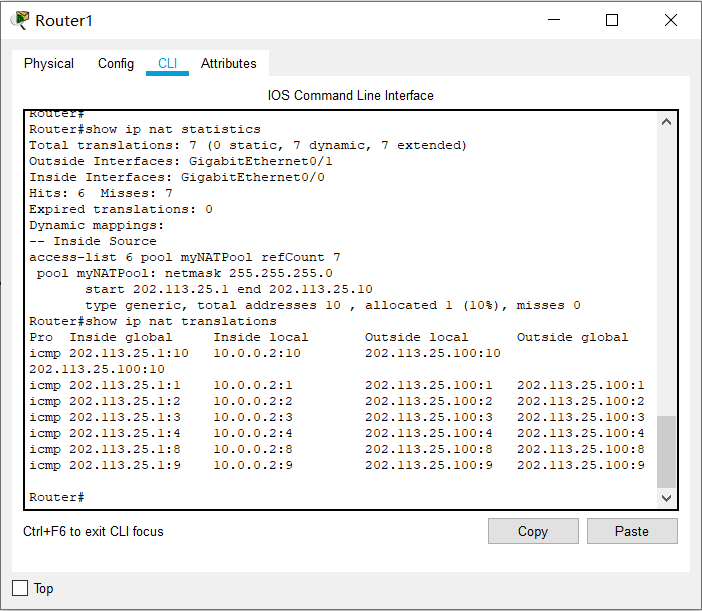 Router1
Physical Config CLI Attributes
IOS Command Line Interface
Router#
Router#show ip nat statistics
Total translations: 7 (0 static, 7 dynamic, 7 extended)
Outside Interfaces: GigabitEthernet0/1
Inside Interfaces: GigabitEthernet0/0
Hits: 6  Misses: 7
Expired translations: 0
Dynamic mappings:
-- Inside Source
access-list 6 pool myNATPool refCount 7
 pool myNATPool: netmask 255.255.255.0
       start 202.113.25.1 end 202.113.25.10
       type generic, total addresses 10 , allocated 1 (10%), misses 0
Router#show ip nat translations
Pro  Inside global     Inside local       Outside local      Outside global
icmp 202.113.25.1:10   10.0.0.2:10        202.113.25.100:10
202.113.25.100:10
icmp 202.113.25.1:1    10.0.0.2:1         202.113.25.100:1   202.113.25.100:1
icmp 202.113.25.1:2    10.0.0.2:2         202.113.25.100:2   202.113.25.100:2
icmp 202.113.25.1:3    10.0.0.2:3         202.113.25.100:3   202.113.25.100:3
icmp 202.113.25.1:4    10.0.0.2:4         202.113.25.100:4   202.113.25.100:4
icmp 202.113.25.1:8    10.0.0.2:8         202.113.25.100:8   202.113.25.100:8
icmp 202.113.25.1:9    10.0.0.2:9         202.113.25.100:9   202.113.25.100:9
Router#
Ctrl+F6 to exit CLI focus
Copy Paste
Top